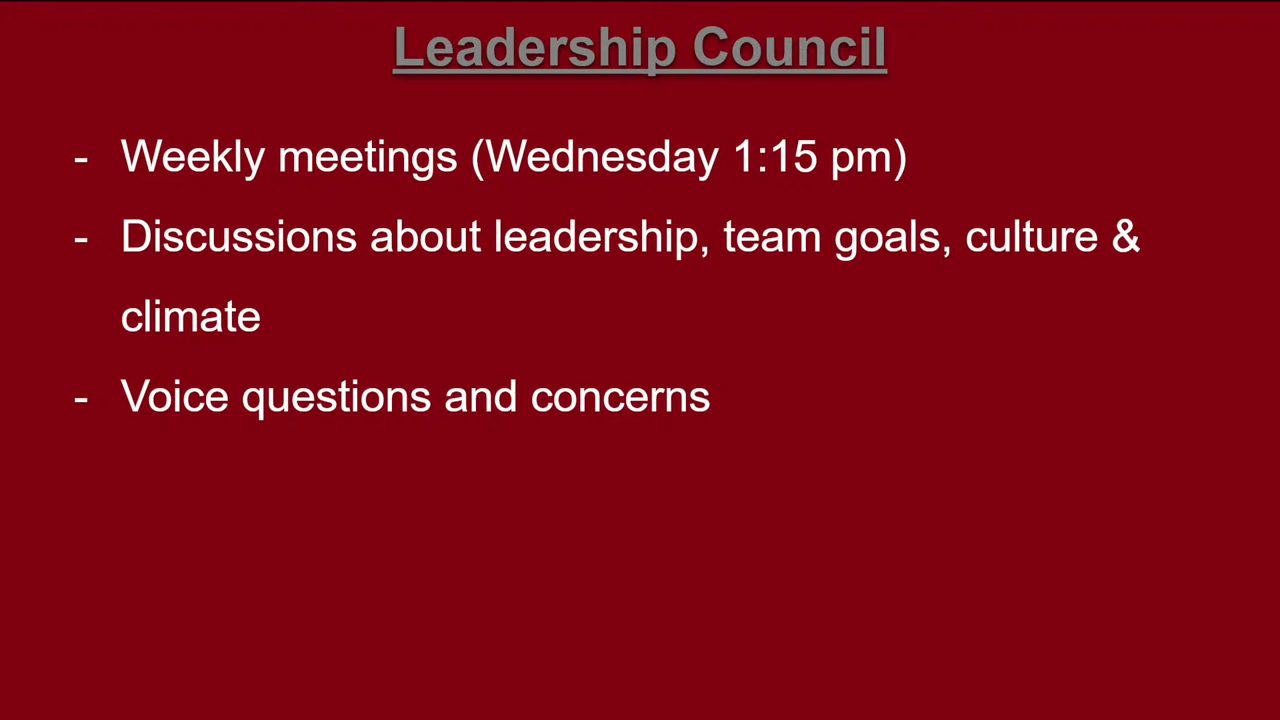 Leadership Council
- Weekly meetings (Wednesday 1:15 pm)
- Discussions about leadership, team goals, culture &
climate
- Voice questions and concerns